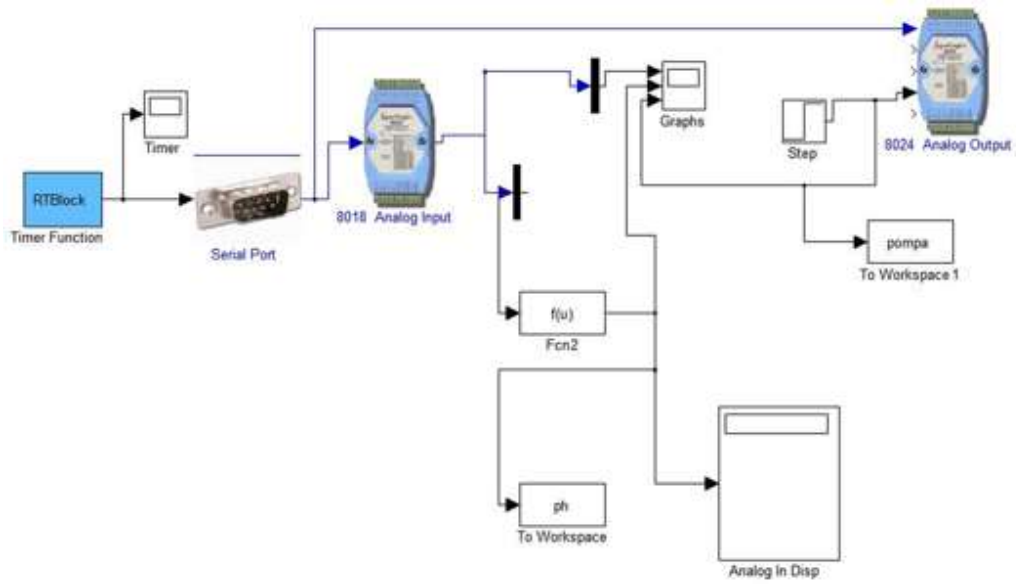 Timer
RTBlock
Timer Function
Serial Port
8018 Analog Input
Graphs
Step
8024 Analog Output
pompa
To Workspace 1
f(u)
Fcn2
ph
To Workspace
Analog In Disp